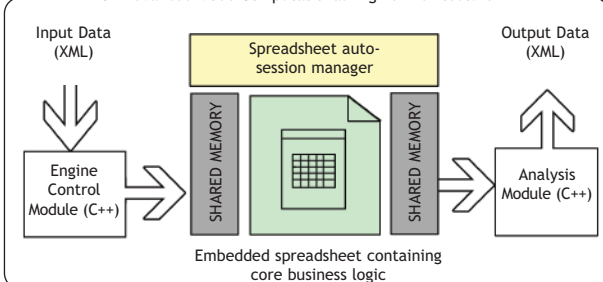 Input Data
(XML)
Spreadsheet auto-
session manager
Output Data
(XML)
Engine
Control
Module (C++)
SHARED MEMORY
SHARED MEMORY
Analysis
Module (C++)
Embedded spreadsheet containing
core business logic